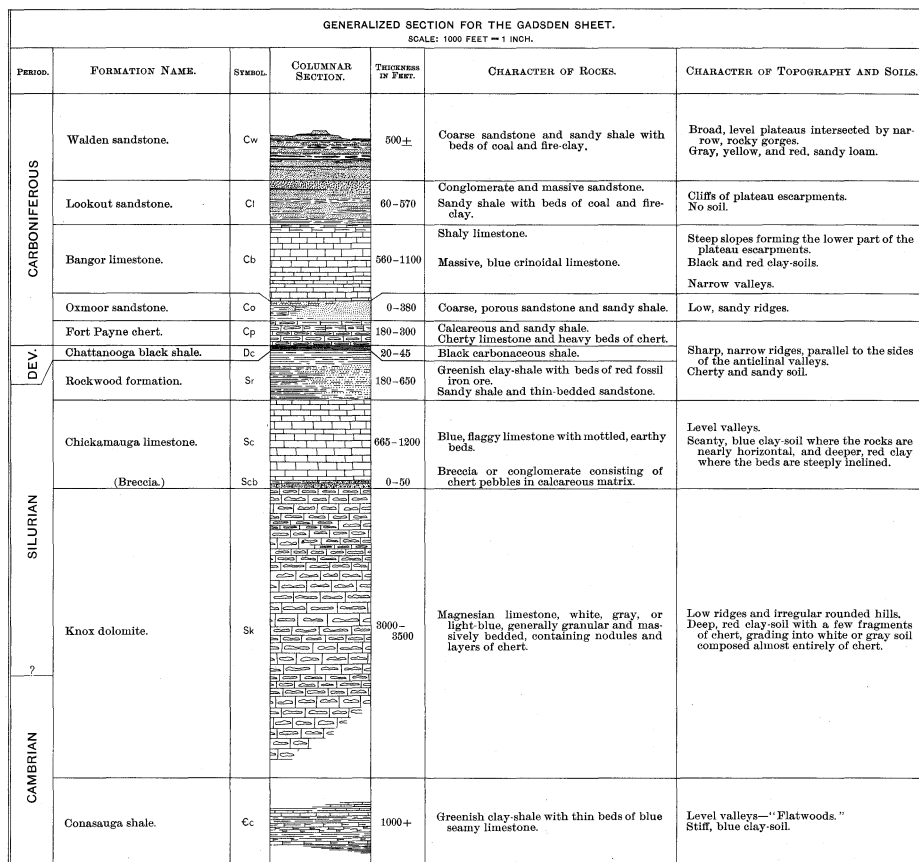 GENERALIZED SECTION FOR THE GADSDEN SHEET.
SCALE: 1000 FEET = 1 INCH.
PERIOD.
FORMATION NAME.
SYMBOL.
COLUMNAR
SECTION.
THICKNESS
IN FEET.
CHARACTER OF ROCKS.
CHARACTER OF TOPOGRAPHY AND SOILS.
CARBONIFEROUS
Walden sandstone.
Cw
500±
Coarse sandstone and sandy shale with
beds of coal and fire-clay.
Broad, level plateaus intersected by nar-
row, rocky gorges.
Gray, yellow, and red, sandy loam.
Lookout sandstone.
Cl
60–570
Conglomerate and massive sandstone.
Sandy shale with beds of coal and fire-
clay.
Cliffs of plateau escarpments.
No soil.
Bangor limestone.
Cb
560–1100
Shaly limestone.
Massive, blue crinoidal limestone.
Steep slopes forming the lower part of the
plateau escarpments.
Black and red clay-soils.
Narrow valleys.
Oxmoor sandstone.
Co
0–380
Coarse, porous sandstone and sandy shale.
Low, sandy ridges.
Fort Payne chert.
Cp
180–300
Calcareous and sandy shale.
Cherty limestone and heavy beds of chert.
DEV.
Chattanooga black shale.
Dc
20–45
Black carbonaceous shale.
Sharp, narrow ridges, parallel to the sides
of the anticlinal valleys.
Cherty and sandy soil.
Rockwood formation.
Sr
180–650
Greenish clay-shale with beds of red fossil
iron ore.
Sandy shale and thin-bedded sandstone.
SILURIAN
Chickamauga limestone.
Sc
665–1200
Blue, flaggy limestone with mottled, earthy
beds.
Level valleys.
Scanty, blue clay-soil where the rocks are
nearly horizontal, and deeper, red clay
where the beds are steeply inclined.
(Breccia.)
Scb
0–50
Breccia or conglomerate consisting of
chert pebbles in calcareous matrix.
Knox dolomite.
Sk
3000–
3500
Magnesian limestone, white, gray, or
light-blue, generally granular and mas-
sively bedded, containing nodules and
layers of chert.
Low ridges and irregular rounded hills.
Deep, red clay-soil with a few fragments
of chert, grading into white or gray soil
composed almost entirely of chert.
?
CAMBRIAN
Conasauga shale.
Єc
1000+
Greenish clay-shale with thin beds of blue
seamy limestone.
Level valleys—"Flatwoods."
Stiff, blue clay-soil.